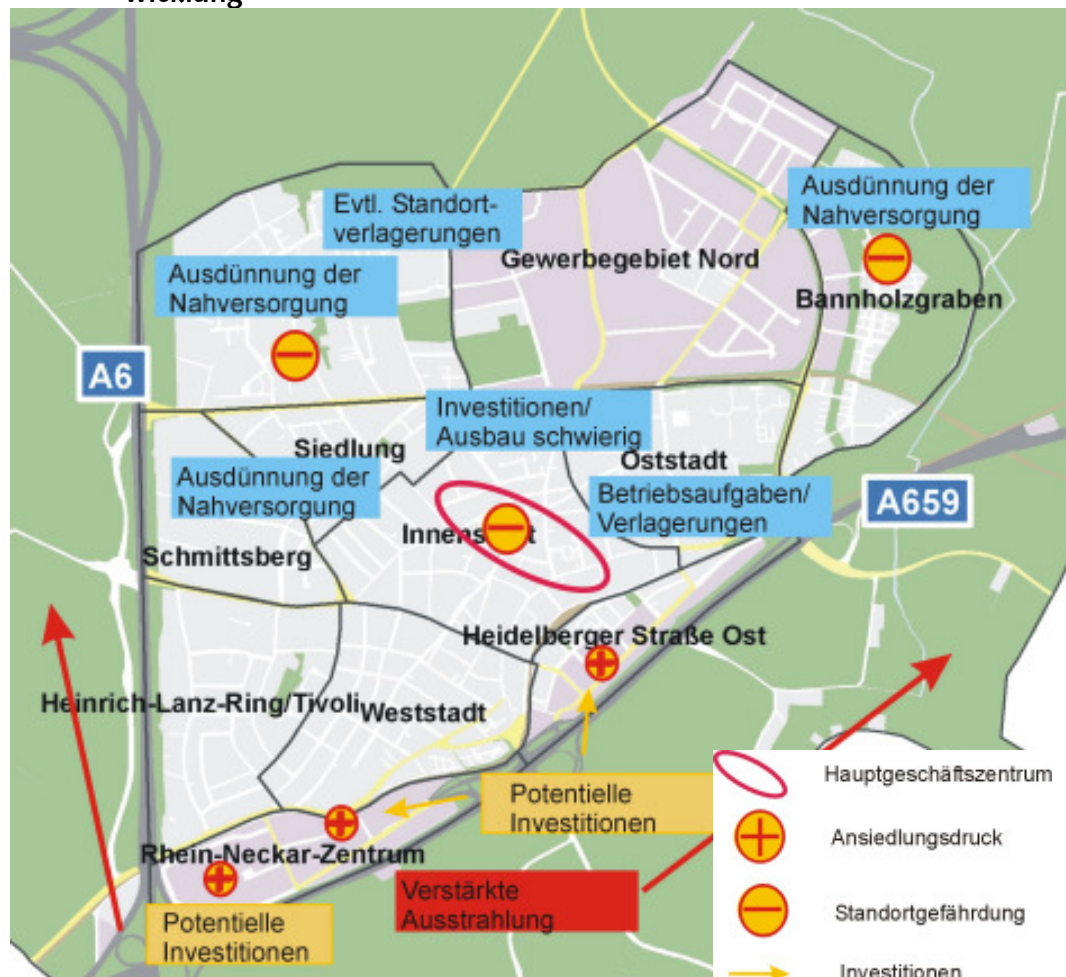 wicklung
Evtl. Standort-
verlagerungen
Ausdünnung der
Nahversorgung
Gewerbegebiet Nord
Ausdünnung der
Nahversorgung
Bannholzgraben
A6
Investitionen/
Ausbau schwierig
Siedlung
Oststadt
Ausdünnung der
Nahversorgung
Betriebsaufgaben/
Verlagerungen
A659
Schmittsberg
Heidelberger Straße Ost
Heinrich-Lanz-Ring/Tivoli
Weststadt
Potentielle
Investitionen
Rhein-Neckar-Zentrum
Verstärkte
Ausstrahlung
Potentielle
Investitionen
Hauptgeschäftszentrum
Ansiedlungsdruck
Standortgefährdung
Investitionen